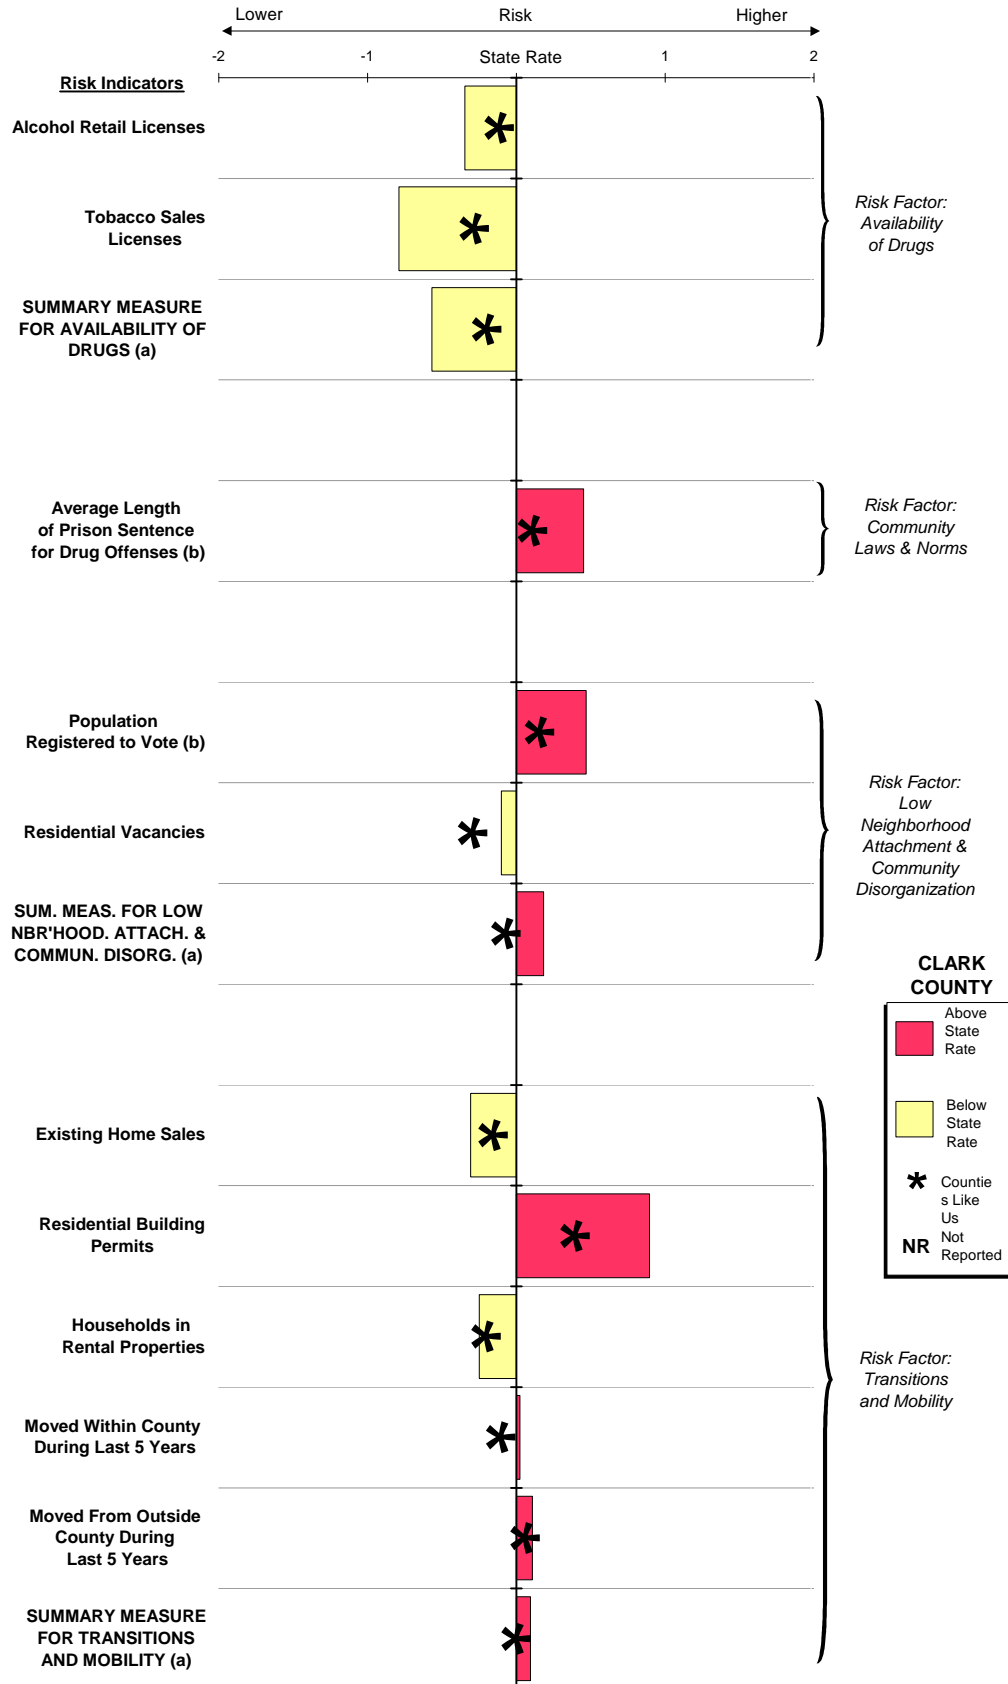 Lower Risk Higher
-2 -1 State Rate 1 2
Risk Indicators
Alcohol Retail Licenses
Tobacco Sales
Licenses
Risk Factor:
Availability
of Drugs
SUMMARY MEASURE
FOR AVAILABILITY OF
DRUGS (a)
Average Length
of Prison Sentence
for Drug Offenses (b)
Risk Factor:
Community
Laws & Norms
Population
Registered to Vote (b)
Residential Vacancies
Risk Factor:
Low
Neighborhood
Attachment &
Community
Disorganization
SUM. MEAS. FOR LOW
NBR'HOOD. ATTACH. &
COMMUN. DISORG. (a)
CLARK
COUNTY
Above
State
Rate
Below
State
Rate
* Countie
s Like
Us
NR Not
Reported
Existing Home Sales
Residential Building
Permits
Households in
Rental Properties
Risk Factor:
Transitions
and Mobility
Moved Within County
During Last 5 Years
Moved From Outside
County During
Last 5 Years
SUMMARY MEASURE
FOR TRANSITIONS
AND MOBILITY (a)